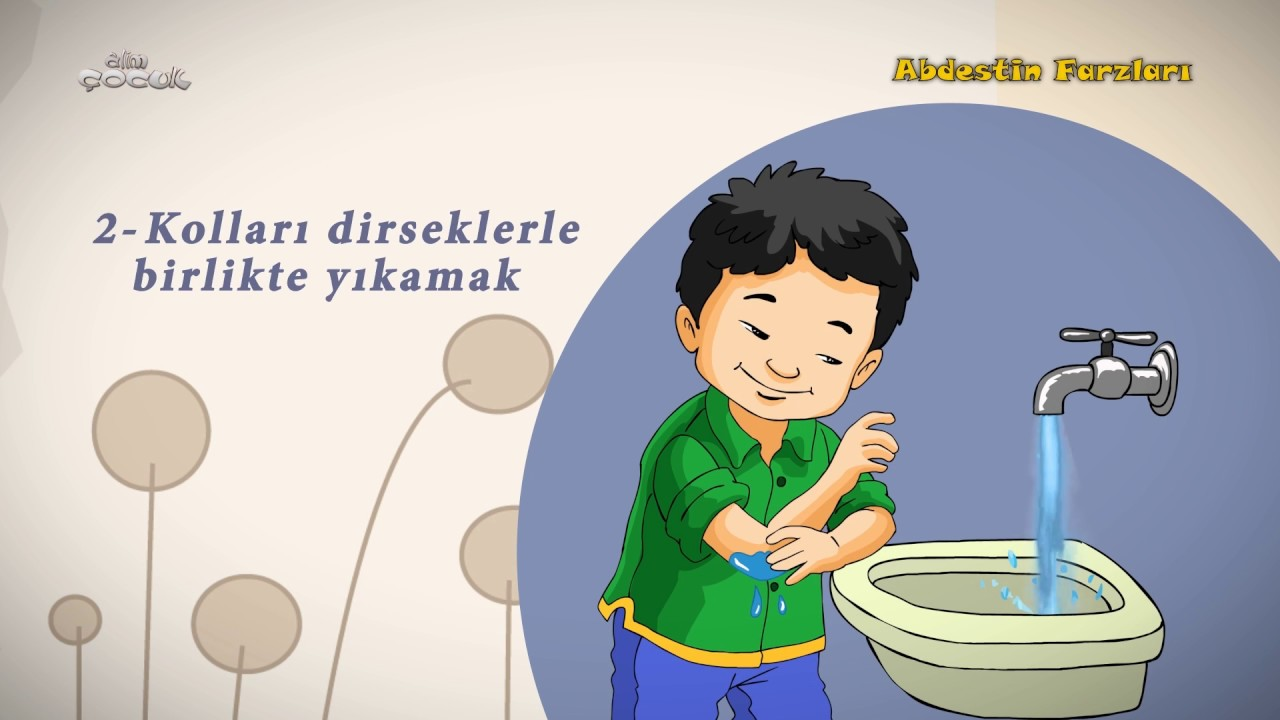 alim
ÇOCUK
Abdestin Farzları
2- Kolları dirseklerle
birlikte yıkamak